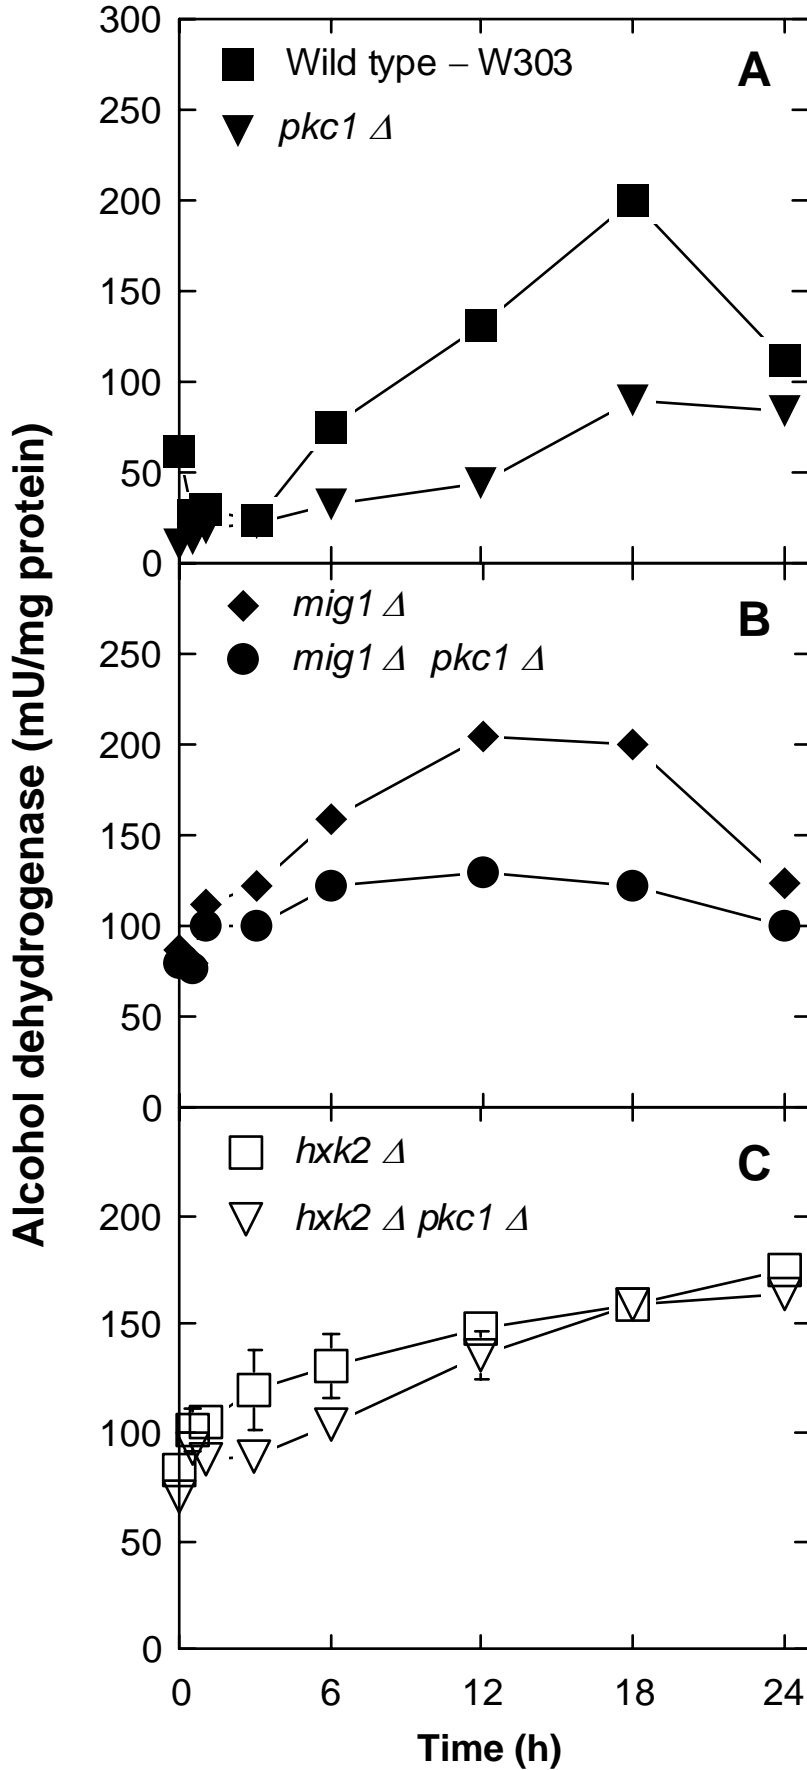 Alcohol dehydrogenase (mU/mg protein)
300
250
200
150
100
50
0
Wild type – W303
pkc1 Δ
A
250
200
150
100
50
0
mig1 Δ
mig1 Δ pkc1 Δ
B
200
150
100
50
0
hxk2 Δ
hxk2 Δ pkc1 Δ
C
0 6 12 18 24
Time (h)